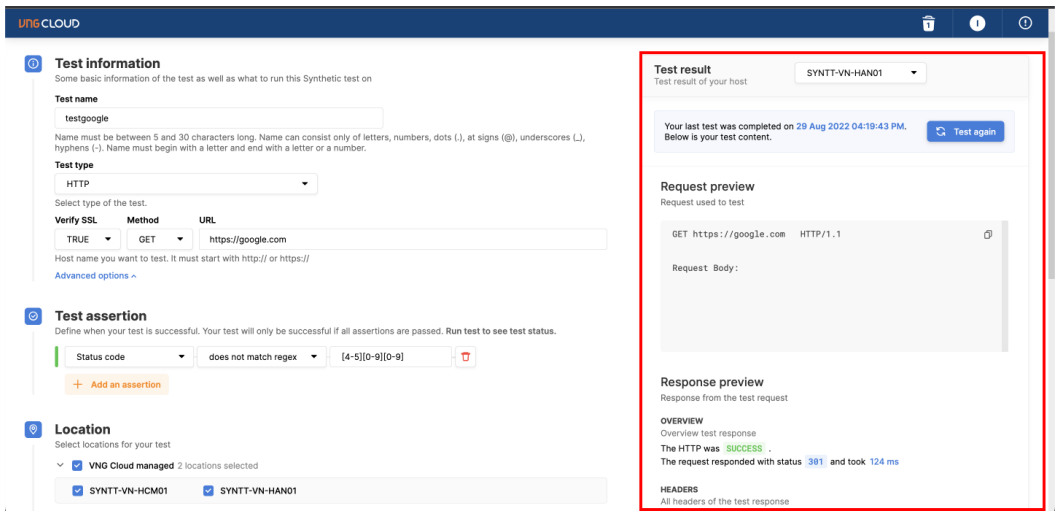 VNG CLOUD
1
I
Test information
Some basic information of the test as well as what to run this Synthetic test on
Test name
testgoogle
Name must be between 5 and 30 characters long. Name can consist only of letters, numbers, dots (.), at signs (@), underscores (_),
hyphens (-). Name must begin with a letter and end with a letter or a number.
Test type
HTTP
Select type of the test.
Verify SSL Method URL
TRUE GET https://google.com
Host name you want to test. It must start with http:// or https://
Advanced options
Test assertion
Define when your test is successful. Your test will only be successful if all assertions are passed. Run test to see test status.
Status code does not match regex [4-5][0-9][0-9]
+ Add an assertion
Location
Select locations for your test
VNG Cloud managed 2 locations selected
SYNTT-VN-HCM01 SYNTT-VN-HAN01
Test result
Test result of your host
SYNTT-VN-HAN01
Your last test was completed on 29 Aug 2022 04:19:43 PM.
Below is your test content.
Test again
Request preview
Request used to test
GET https://google.com HTTP/1.1
Request Body:
Response preview
Response from the test request
OVERVIEW
Overview test response
The HTTP was SUCCESS .
The request responded with status 301 and took 124 ms
HEADERS
All headers of the test response